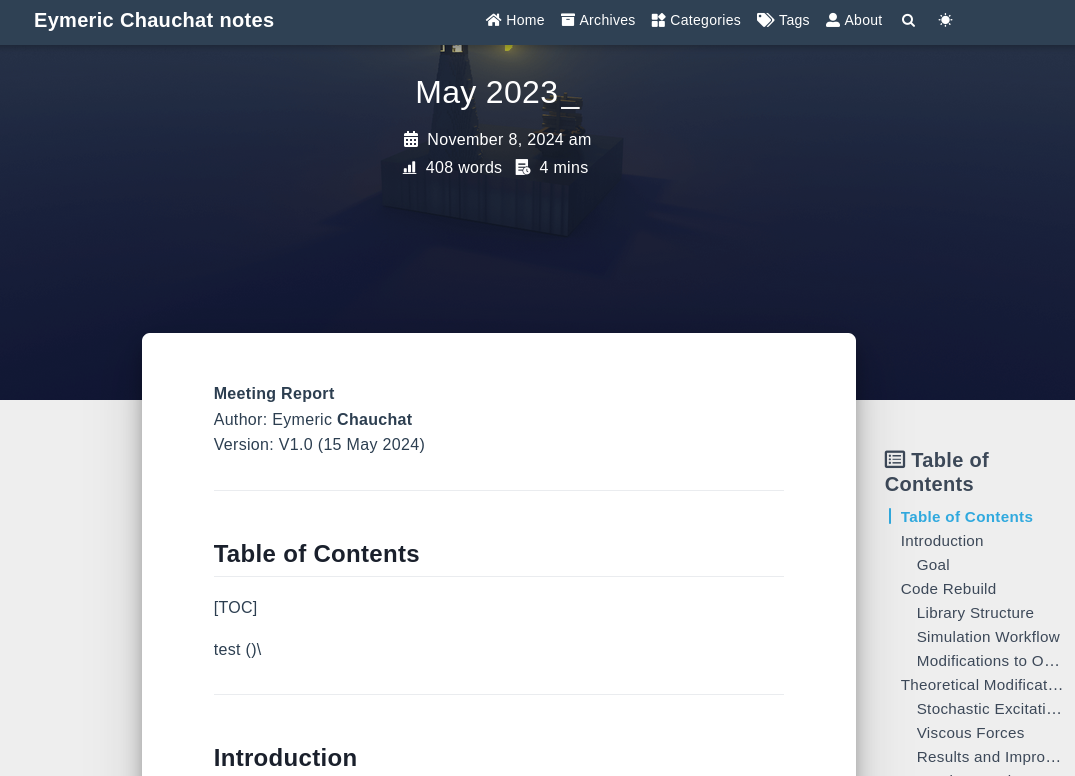 Eymeric Chauchat notes
Home Archives Categories Tags About
May 2023_
November 8, 2024 am
408 words 4 mins
Meeting Report
Author: Eymeric Chauchat
Version: V1.0 (15 May 2024)
Table of Contents
[TOC]
test ()\
Introduction
Table of
Contents
Table of Contents
Introduction
Goal
Code Rebuild
Library Structure
Simulation Workflow
Modifications to O...
Theoretical Modificat...
Stochastic Excitati...
Viscous Forces
Results and Impro...